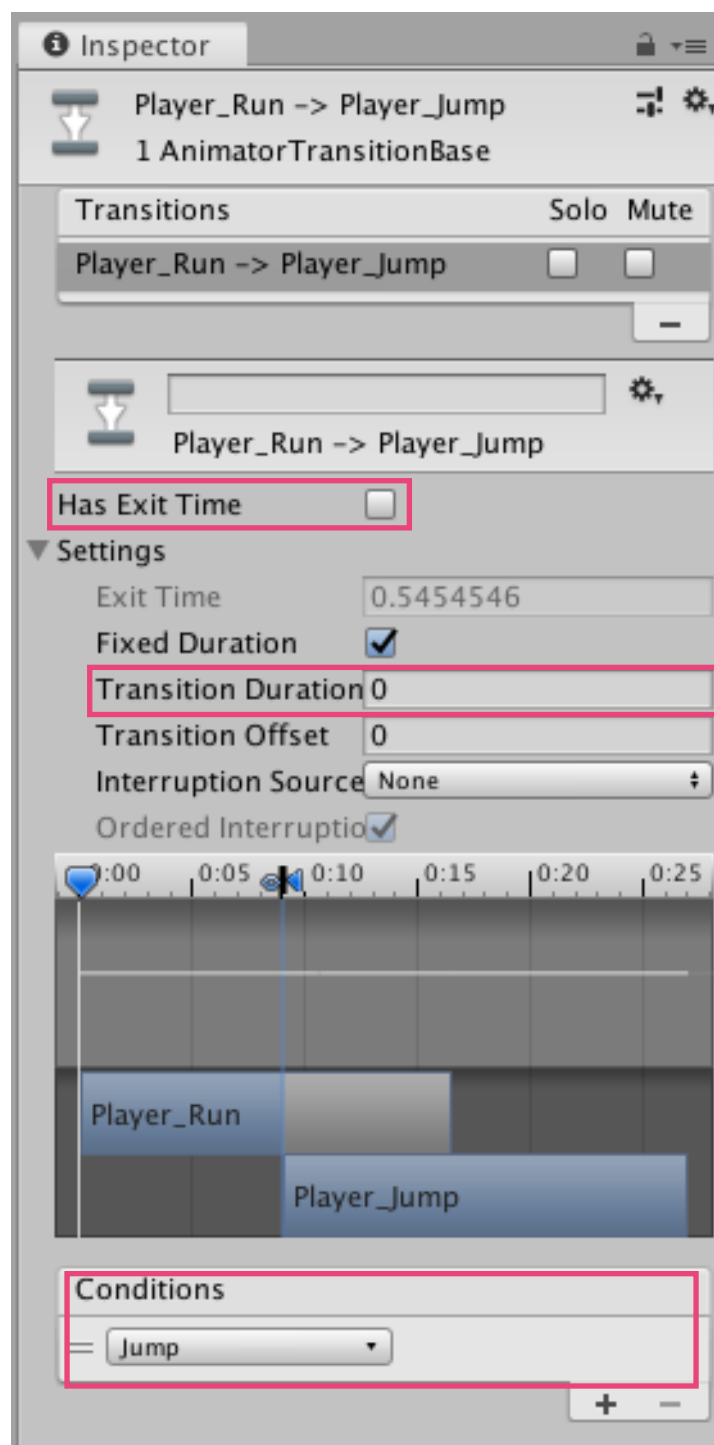 Inspector
Player_Run -> Player_Jump
1 AnimatorTransitionBase
Transitions Solo Mute
Player_Run -> Player_Jump
Player_Run -> Player_Jump
Has Exit Time
Settings
Exit Time 0.5454546
Fixed Duration
Transition Duration 0
Transition Offset 0
Interruption Source None
Ordered Interruptio
0:00 0:05 0:10 0:15 0:20 0:25
Player_Run
Player_Jump
Conditions
Jump